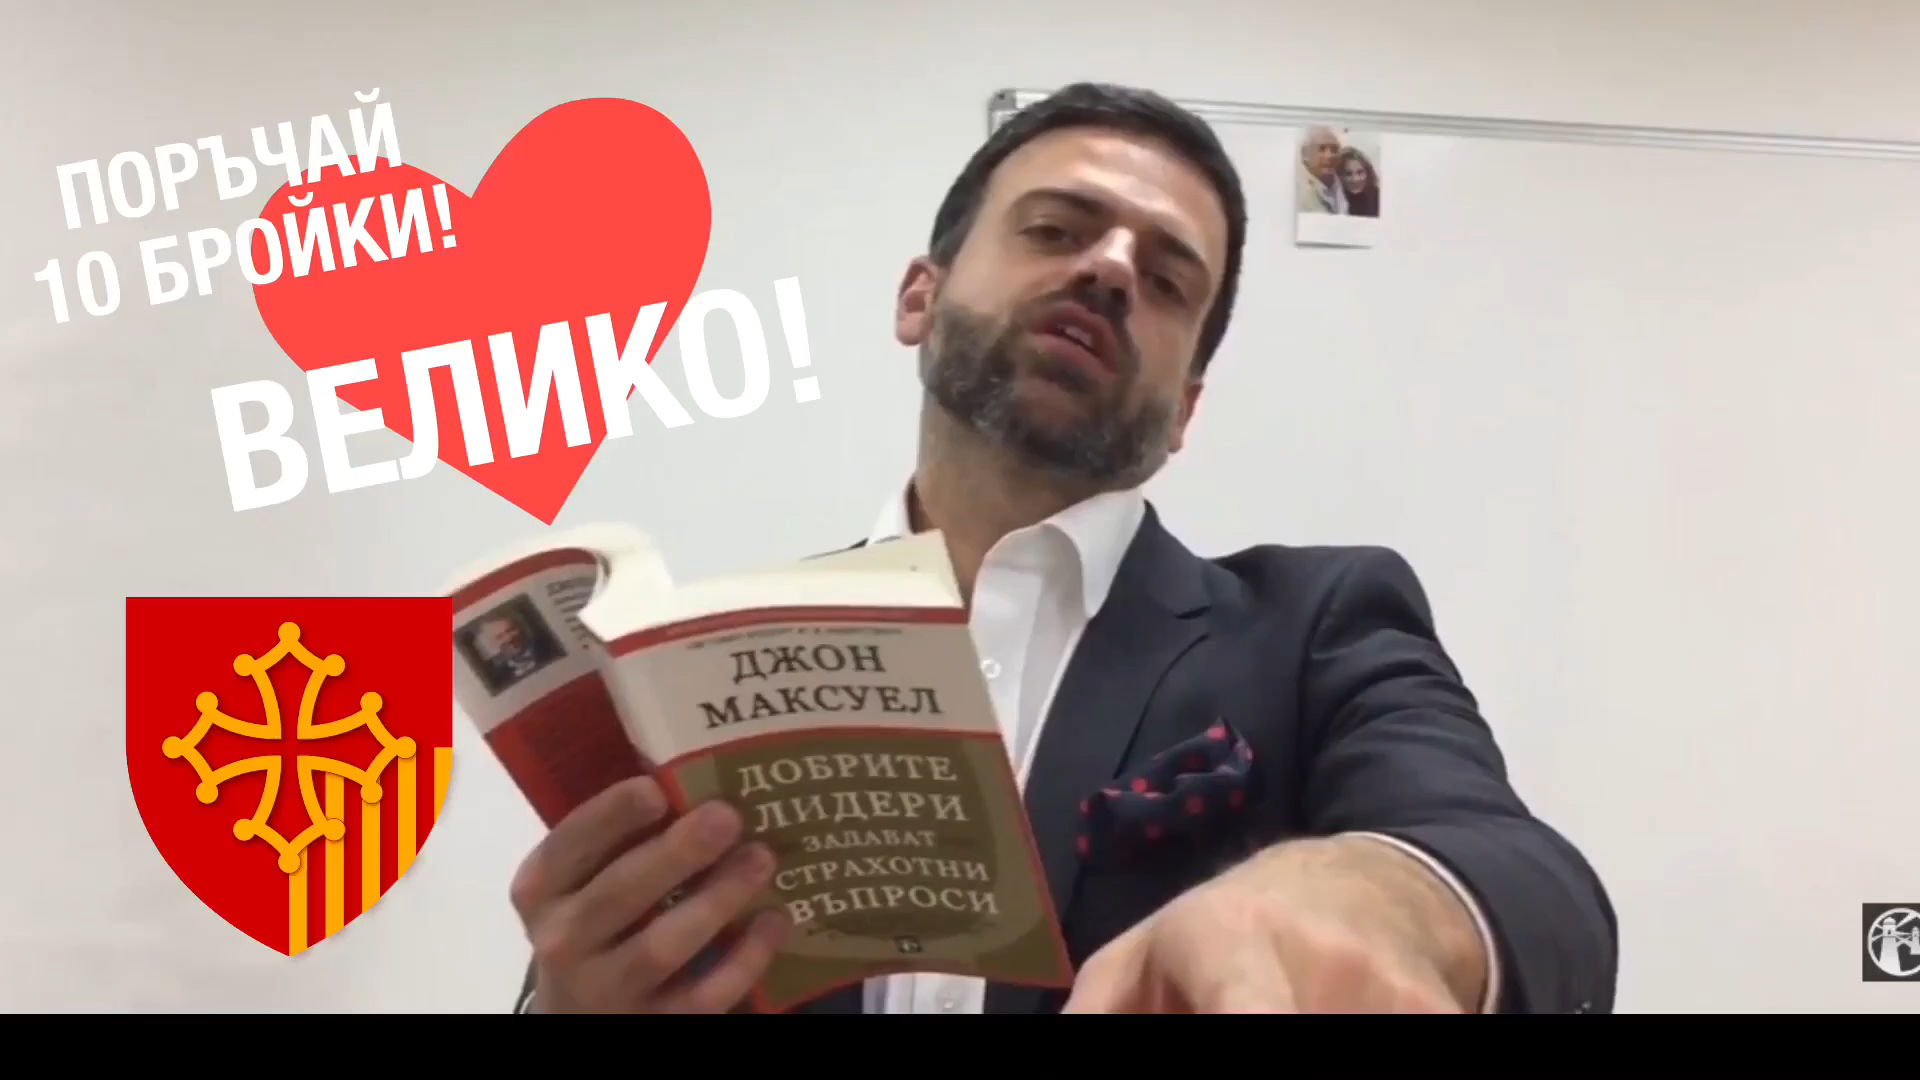 ПОРЪЧАЙ
10 БРОЙКИ!
ВЕЛИКО!
ДЖОН
МАКСУЕЛ
ДОБРИТЕ
ЛИДЕРИ
ЗАДАВАТ
СТРАХОТНИ
ВЪПРОСИ